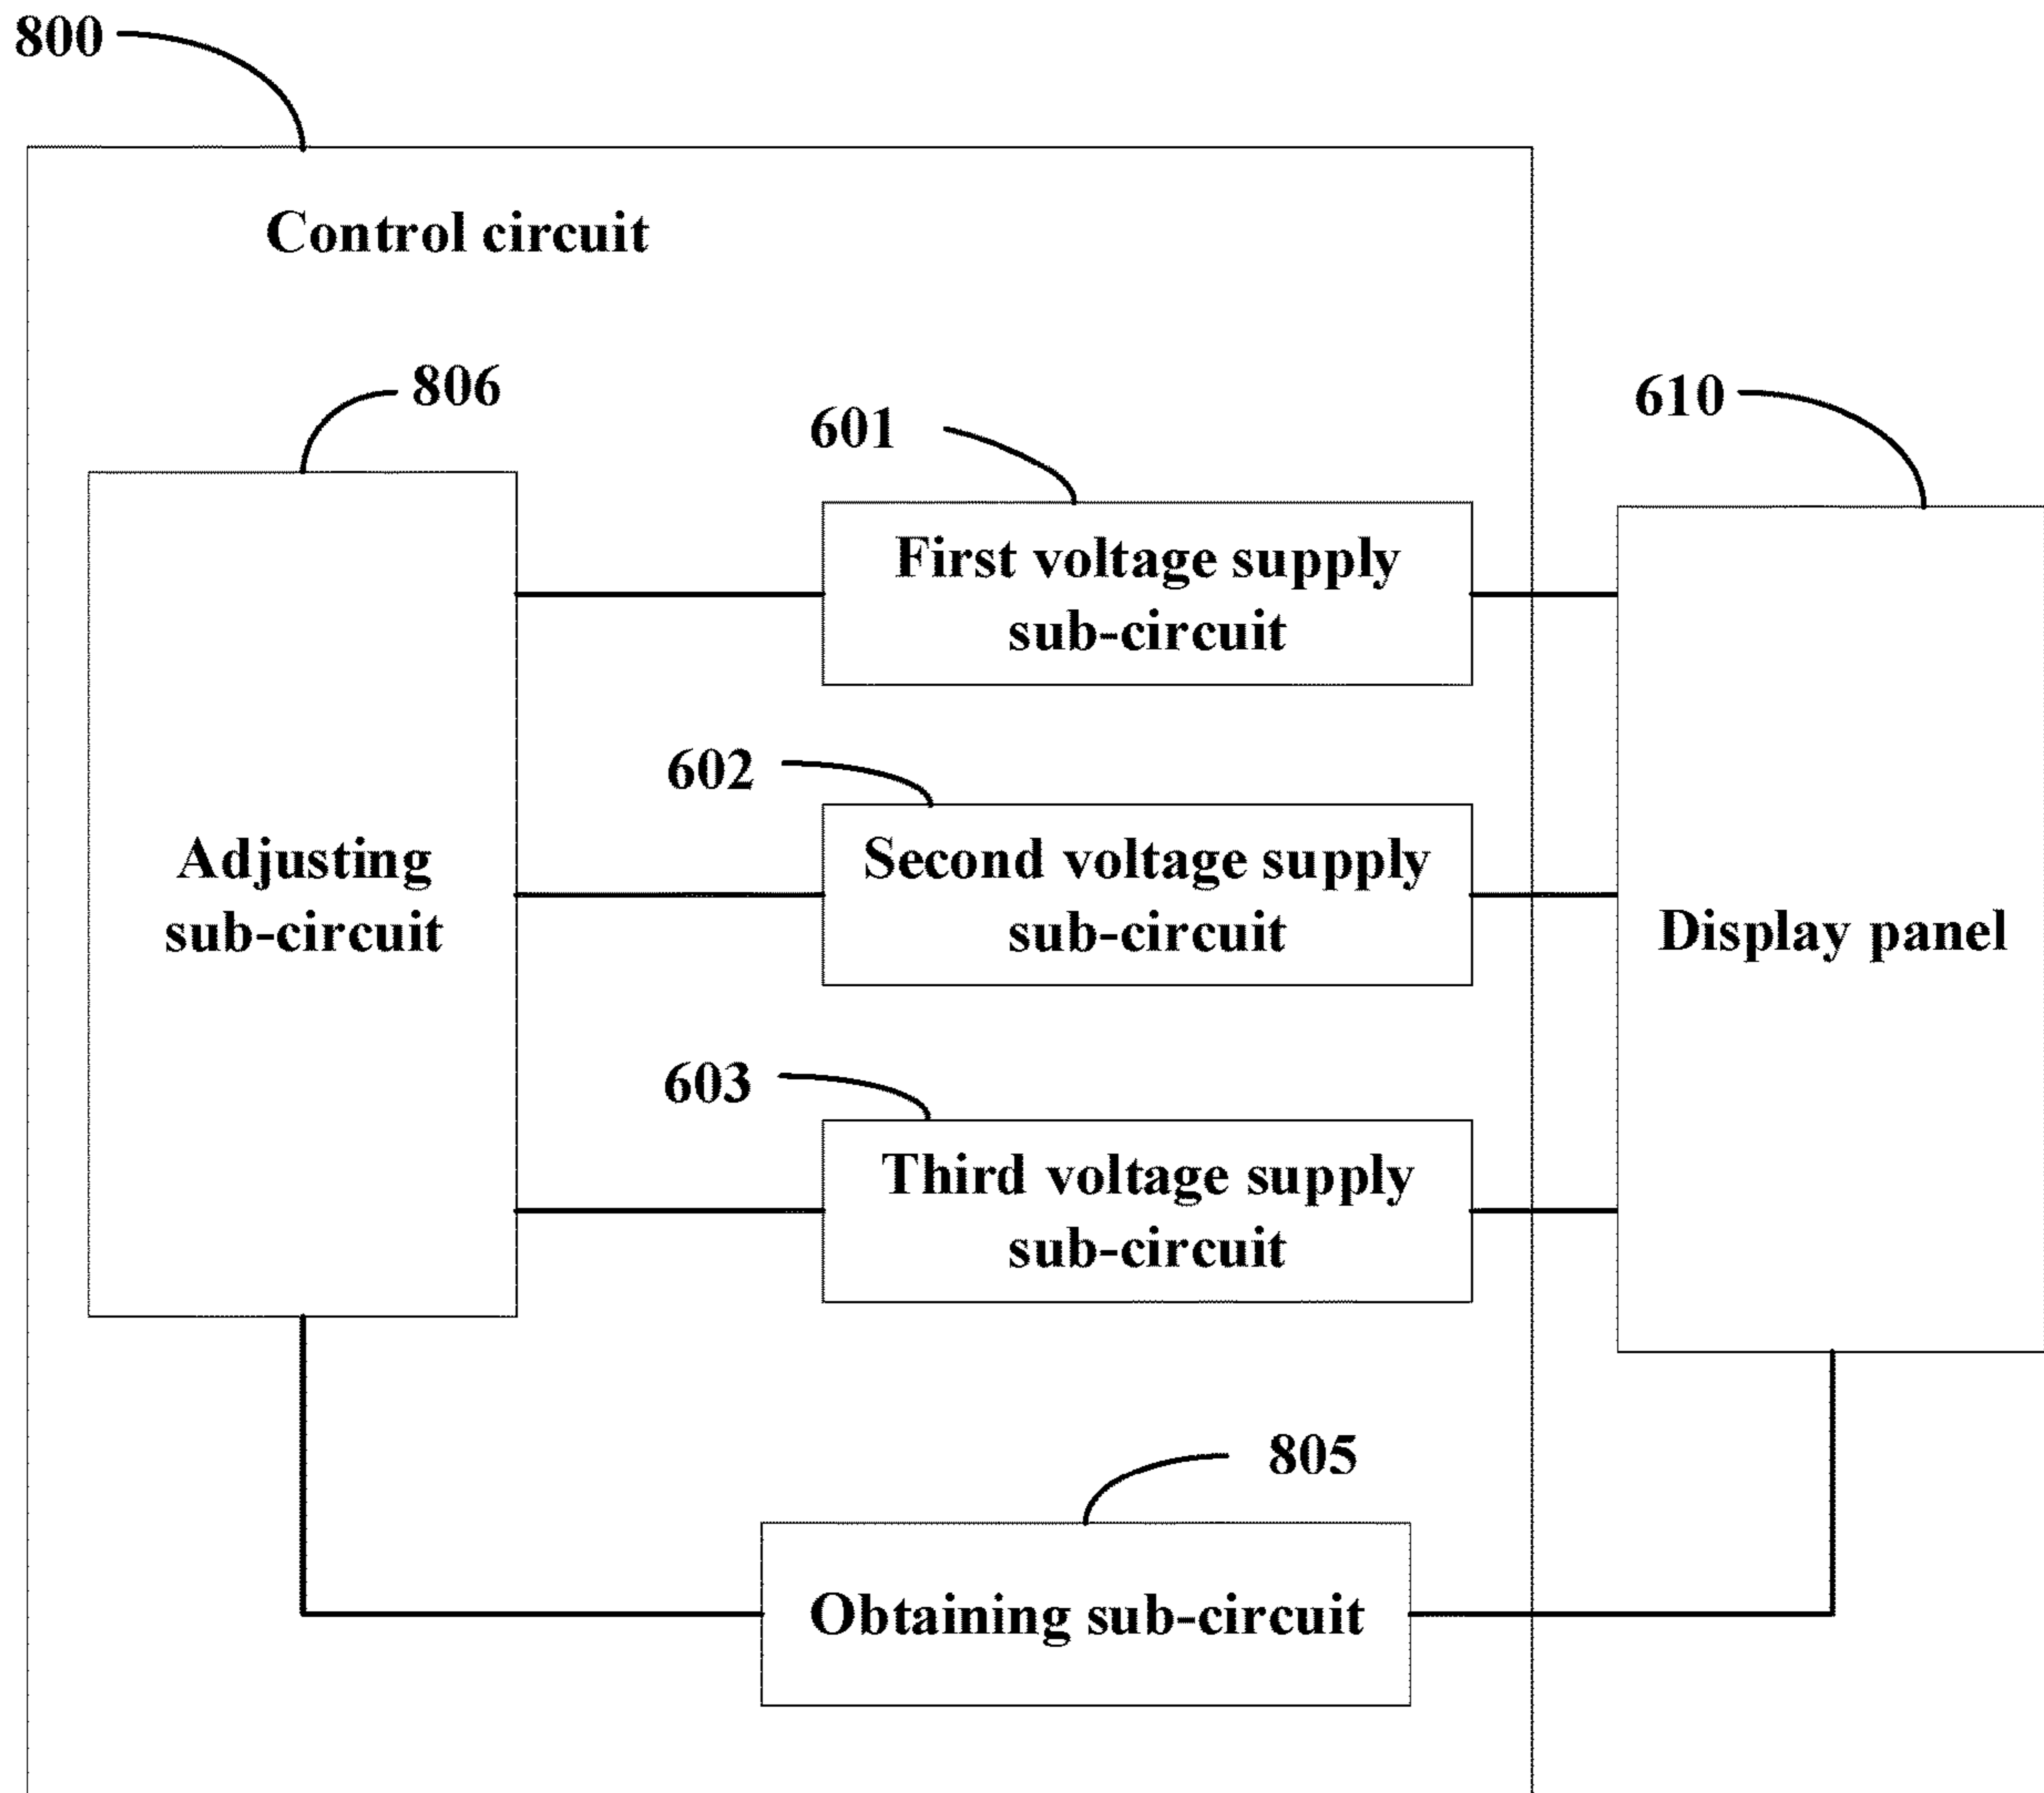 800
Control circuit
806
601
610
First voltage supply
sub-circuit
602
Adjusting
sub-circuit
Second voltage supply
sub-circuit
Display panel
603
Third voltage supply
sub-circuit
805
Obtaining sub-circuit